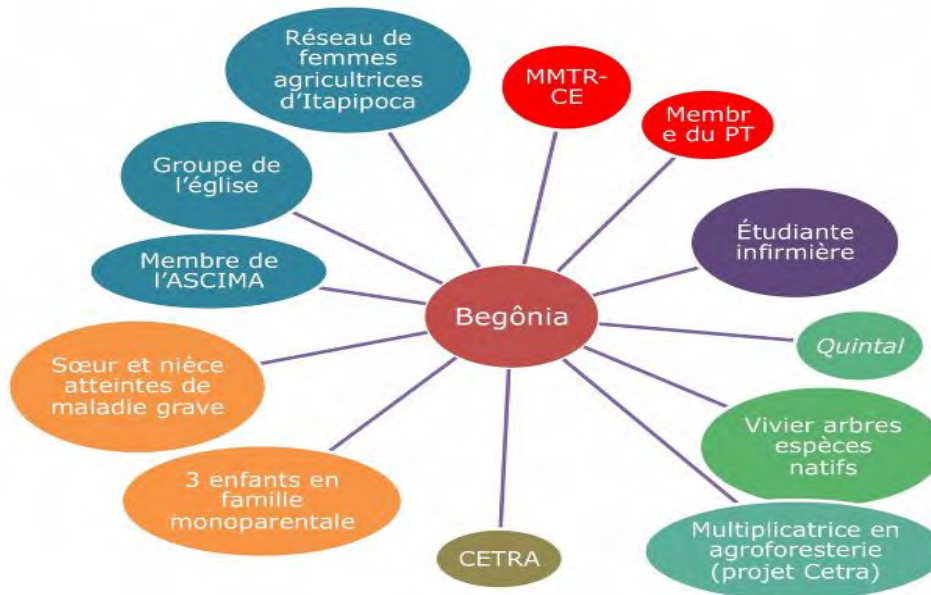 Réseau de
femmes
agricultrices
d'Itapipoca
MMTR-
CE
Membr
e du PT
Groupe de
l'église
Étudiante
infirmière
Membre de
l'ASCIMA
Begônia
Quintal
Sœur et nièce
atteintes de
maladie grave
Vivier arbres
espèces
natifs
3 enfants en
famille
monoparentale
CETRA
Multiplicatrice en
agroforesterie
(projet Cetra)